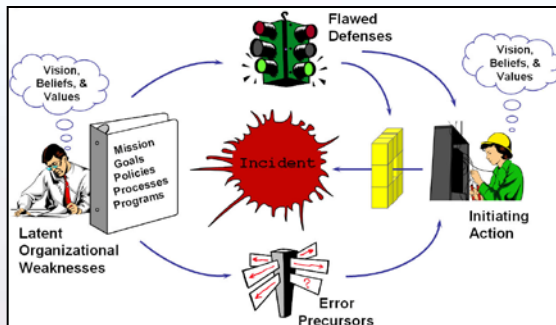 Flawed
Defenses
Vision,
Beliefs, &
Values
Vision,
Beliefs, &
Values
Mission
Goals
Policies
Processes
Programs
Incident
Initiating
Action
Latent
Organizational
Weaknesses
?
Error
Precursors